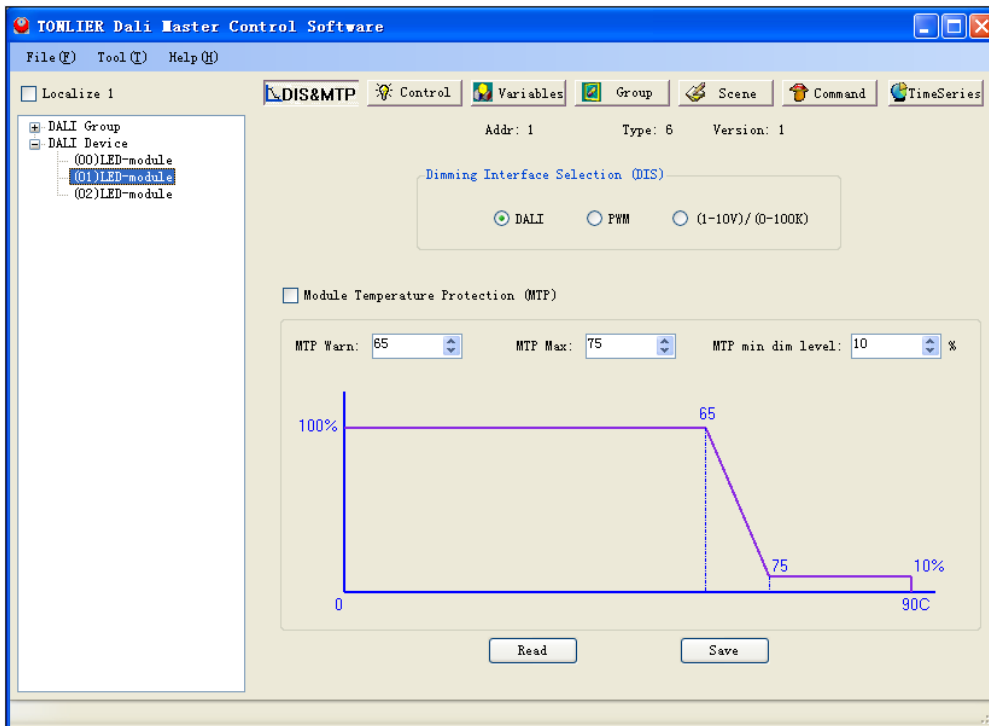 TONLIER Dali Master Control Software
File(F) Tool(T) Help(H)
Localize 1
DIS&MTP Control Variables Group Scene Command TimeSeries
DALI Group
DALI Device
(00)LED-module
(01)LED-module
(02)LED-module
Addr: 1 Type: 6 Version: 1
Dimming Interface Selection (DIS)
DALI PWM (1-10V)/(0-100K)
Module Temperature Protection (MTP)
MTP Warn: 65 MTP Max: 75 MTP min dim level: 10 %
100% 65
75 10%
0 90C
Read Save